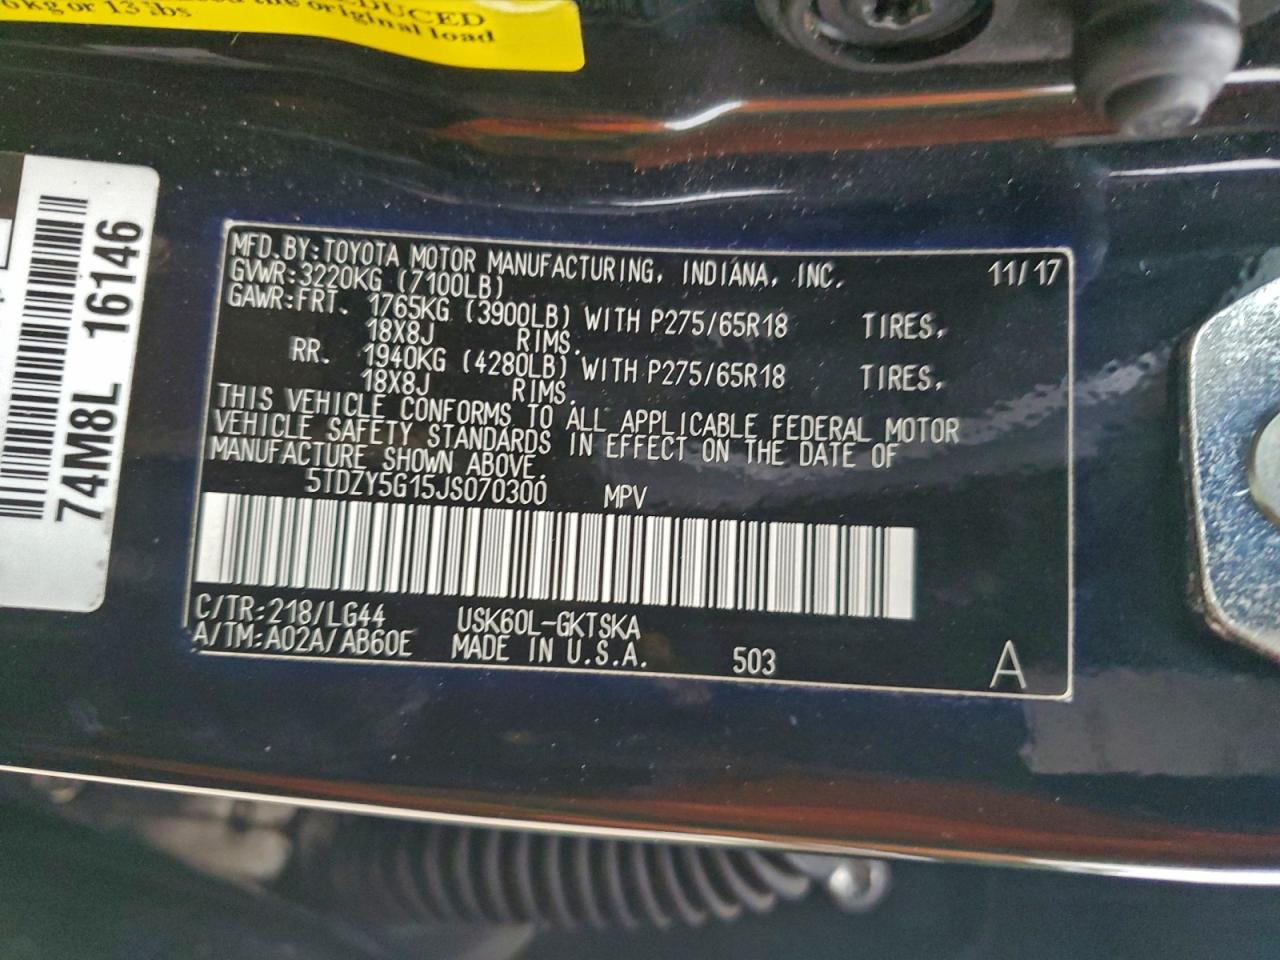 EDUCED
6kg or 13 lbs
the original load
74M8L 16146
MFD.BY:TOYOTA MOTOR MANUFACTURING, INDIANA, INC. 11/17
GVWR:3220KG (7100LB)
GAWR:FRT. 1765KG (3900LB) WITH P275/65R18 TIRES,
18X8J RIMS.
RR. 1940KG (4280LB) WITH P275/65R18 TIRES,
18X8J RIMS.
THIS VEHICLE CONFORMS TO ALL APPLICABLE FEDERAL MOTOR
VEHICLE SAFETY STANDARDS IN EFFECT ON THE DATE OF
MANUFACTURE SHOWN ABOVE.
5TDZY5G15JS070300 MPV
C/TR:218/LG44 USK60L-GKTSKA
A/TM:A02A/AB60E MADE IN U.S.A. 503 A